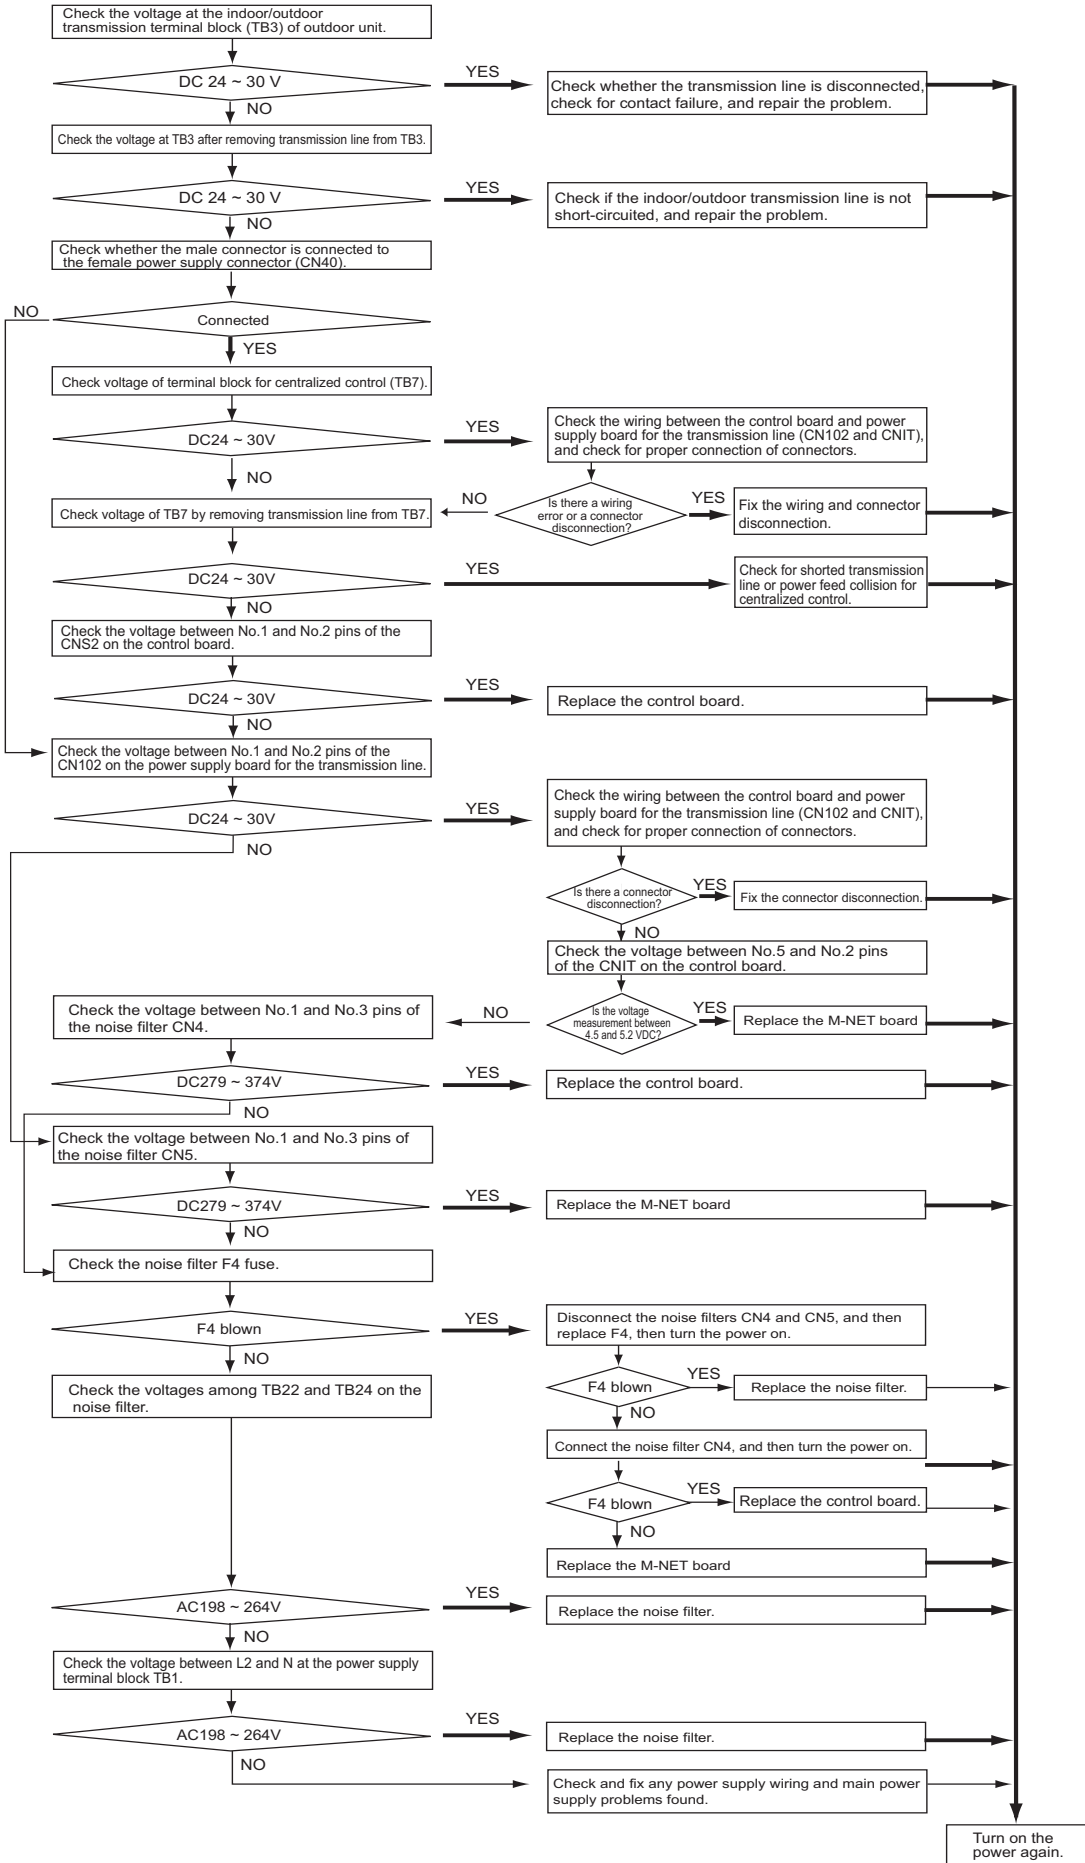 Check the voltage at the indoor/outdoor
transmission terminal block (TB3) of outdoor unit.
DC 24 ~ 30 V
YES
Check whether the transmission line is disconnected,
check for contact failure, and repair the problem.
NO
Check the voltage at TB3 after removing transmission line from TB3.
DC 24 ~ 30 V
YES
Check if the indoor/outdoor transmission line is not
short-circuited, and repair the problem.
NO
Check whether the male connector is connected to
the female power supply connector (CN40).
NO
Connected
YES
Check voltage of terminal block for centralized control (TB7).
DC24 ~ 30V
YES
Check the wiring between the control board and power
supply board for the transmission line (CN102 and CNIT),
and check for proper connection of connectors.
NO
Check voltage of TB7 by removing transmission line from TB7.
NO
Is there a wiring
error or a connector
disconnection?
YES
Fix the wiring and connector
disconnection.
DC24 ~ 30V
YES
Check for shorted transmission
line or power feed collision for
centralized control.
NO
Check the voltage between No.1 and No.2 pins of the
CNS2 on the control board.
DC24 ~ 30V
YES
Replace the control board.
NO
Check the voltage between No.1 and No.2 pins of the
CN102 on the power supply board for the transmission line.
DC24 ~ 30V
YES
Check the wiring between the control board and power
supply board for the transmission line (CN102 and CNIT),
and check for proper connection of connectors.
NO
Is there a connector
disconnection?
YES
Fix the connector disconnection.
NO
Check the voltage between No.5 and No.2 pins
of the CNIT on the control board.
Is the voltage
measurement between
4.5 and 5.2 VDC?
YES
Replace the M-NET board
NO
Check the voltage between No.1 and No.3 pins of
the noise filter CN4.
DC279 ~ 374V
YES
Replace the control board.
NO
Check the voltage between No.1 and No.3 pins of
the noise filter CN5.
DC279 ~ 374V
YES
Replace the M-NET board
NO
Check the noise filter F4 fuse.
F4 blown
YES
Disconnect the noise filters CN4 and CN5, and then
replace F4, then turn the power on.
NO
Check the voltages among TB22 and TB24 on the
noise filter.
F4 blown
YES
Replace the noise filter.
NO
Connect the noise filter CN4, and then turn the power on.
F4 blown
YES
Replace the control board.
NO
Replace the M-NET board
AC198 ~ 264V
YES
Replace the noise filter.
NO
Check the voltage between L2 and N at the power supply
terminal block TB1.
AC198 ~ 264V
YES
Replace the noise filter.
NO
Check and fix any power supply wiring and main power
supply problems found.
Turn on the
power again.